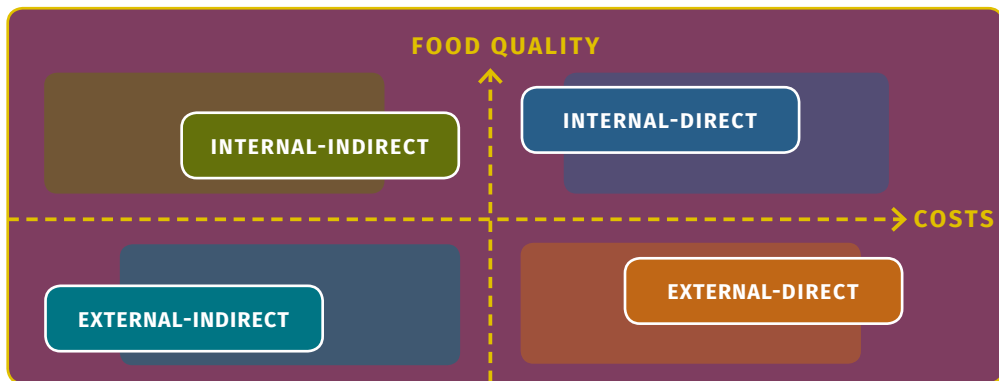 FOOD QUALITY
INTERNAL-INDIRECT
INTERNAL-DIRECT
COSTS
EXTERNAL-INDIRECT
EXTERNAL-DIRECT